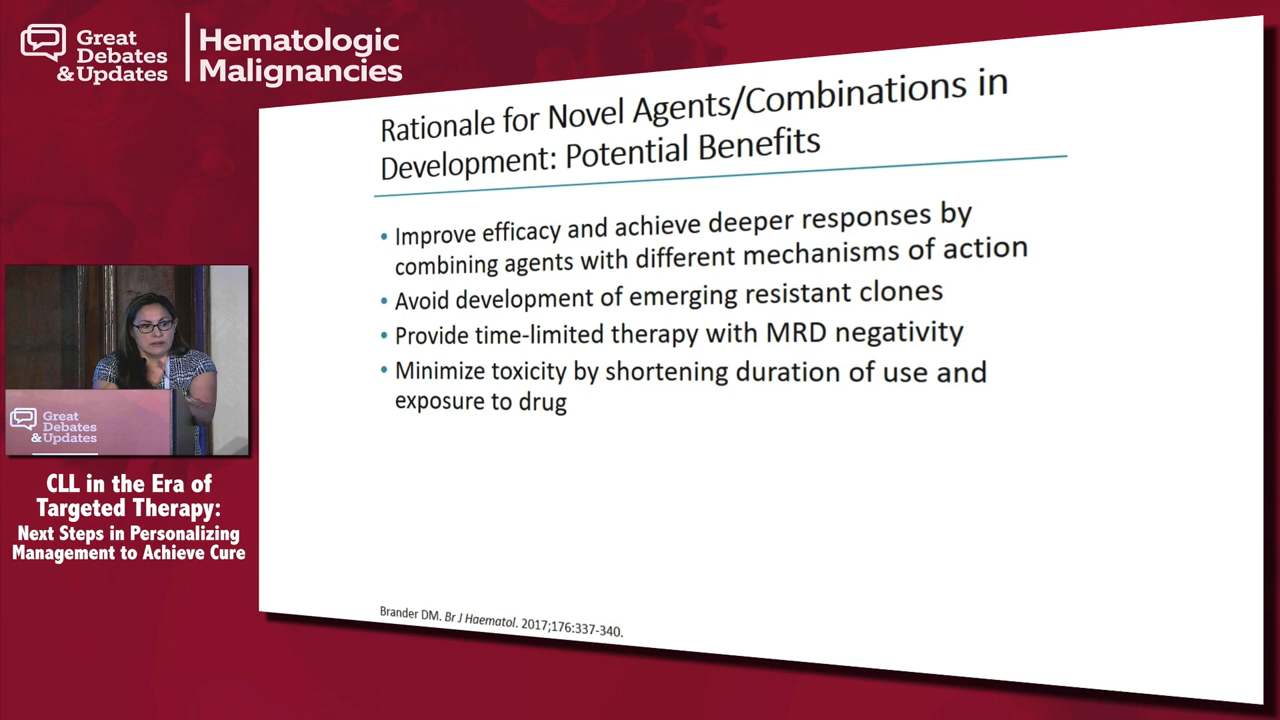 Great
Debates
& Updates
Hematologic
Malignancies
Rationale for Novel Agents/Combinations in
Development: Potential Benefits
• Improve efficacy and achieve deeper responses by
combining agents with different mechanisms of action
• Avoid development of emerging resistant clones
• Provide time-limited therapy with MRD negativity
• Minimize toxicity by shortening duration of use and
exposure to drug
Brander DM. Br J Haematol. 2017;176:337-340.
Great
Debates
& Updates
CLL in the Era of
Targeted Therapy:
Next Steps in Personalizing
Management to Achieve Cure